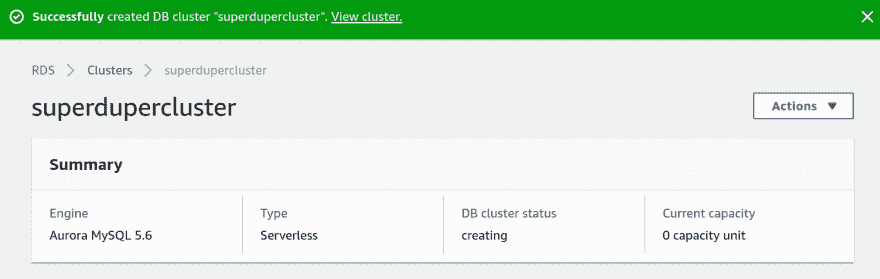 Successfully created DB cluster "superdupercluster". View cluster.
RDS > Clusters > superdupercluster
superdupercluster
Actions
Summary
Engine Type DB cluster status Current capacity
Aurora MySQL 5.6 Serverless creating 0 capacity unit